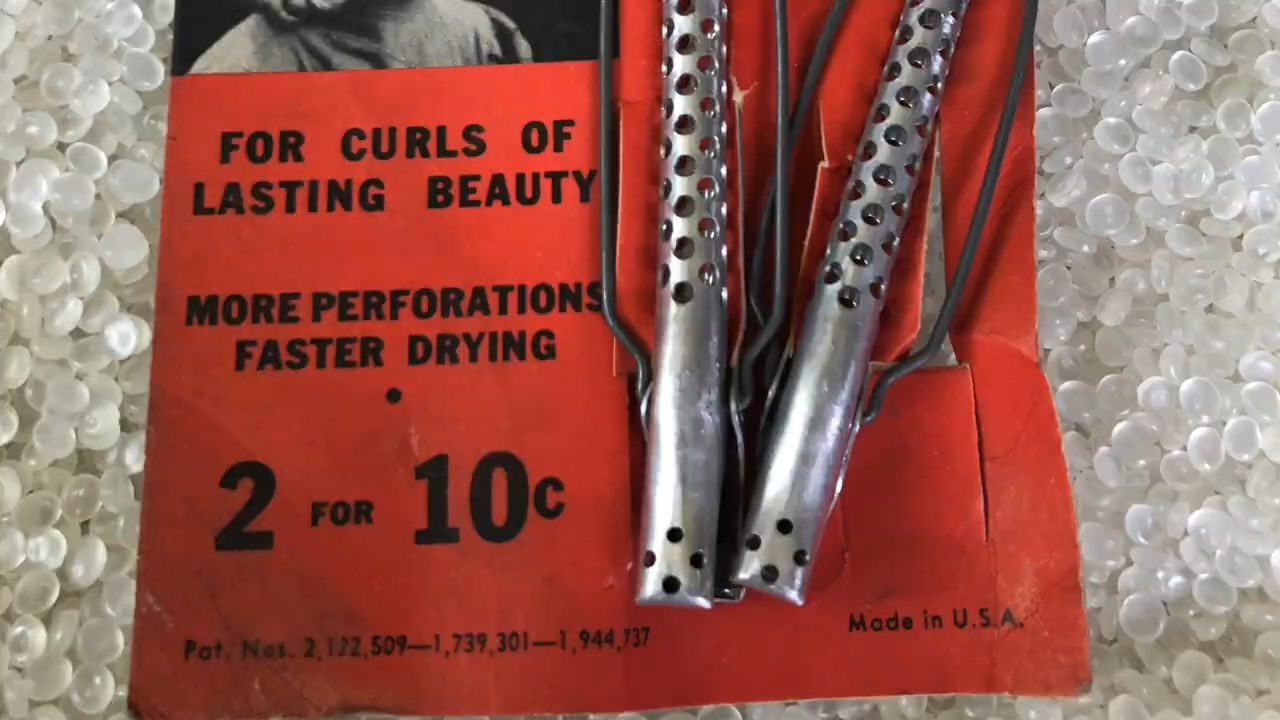 FOR CURLS OF
LASTING BEAUTY
MORE PERFORATIONS
FASTER DRYING
2 FOR 10c
Pat. Nos. 2,122,509—1,739,301—1,944,737
Made in U.S.A.